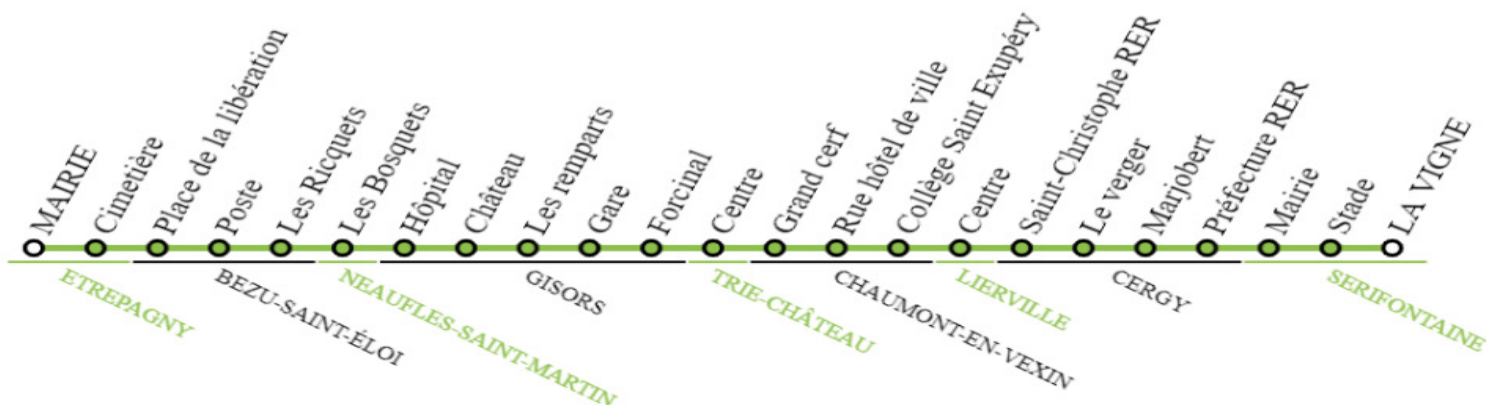 MAIRIE
Cimetière
Place de la libération
Poste
Les Ricquets
Les Bosquets
Hôpital
Château
Les remparts
Gare
Forcinal
Centre
Grand cerf
Rue hôtel de ville
Collège Saint Exupéry
Centre
Saint-Christophe RER
Le verger
Marjobert
Préfecture RER
Mairie
Stade
LA VIGNE
ETREPAGNY
BEZU-SAINT-ÉLOI
NEAUFLES-SAINT-MARTIN
GISORS
TRIE-CHÂTEAU
CHAUMONT-EN-VEXIN
LIERVILLE
CERGY
SERIFONTAINE